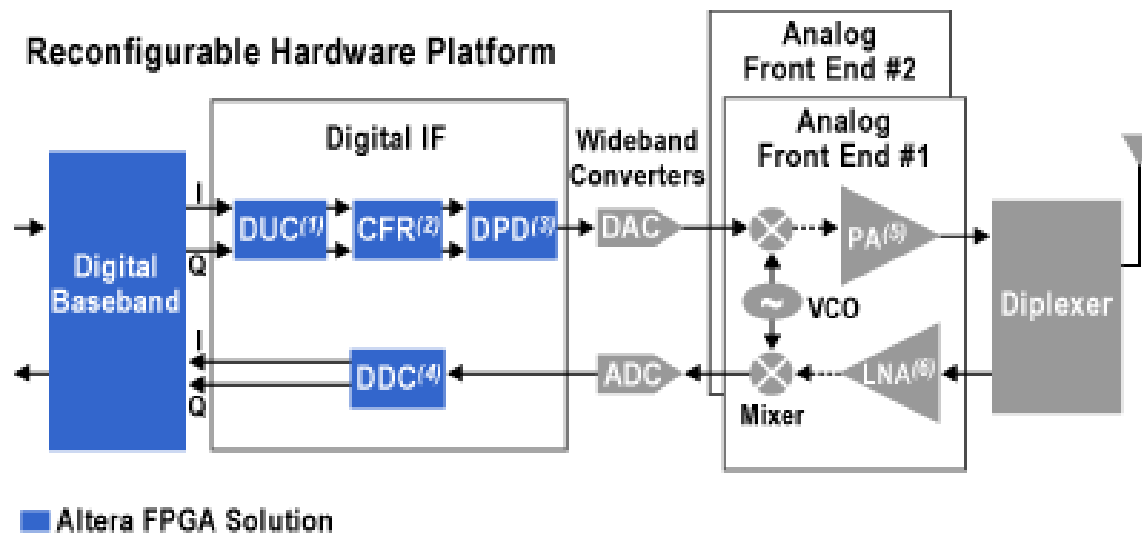 Reconfigurable Hardware Platform
Analog
Front End #2
Analog
Front End #1
Digital IF
Wideband
Converters
I
Q
DUC(1)
CFR(2)
DPD(3)
DAC
PA(5)
Digital
Baseband
VCO
Diplexer
I
Q
DDC(4)
ADC
LNA(6)
Mixer
Altera FPGA Solution